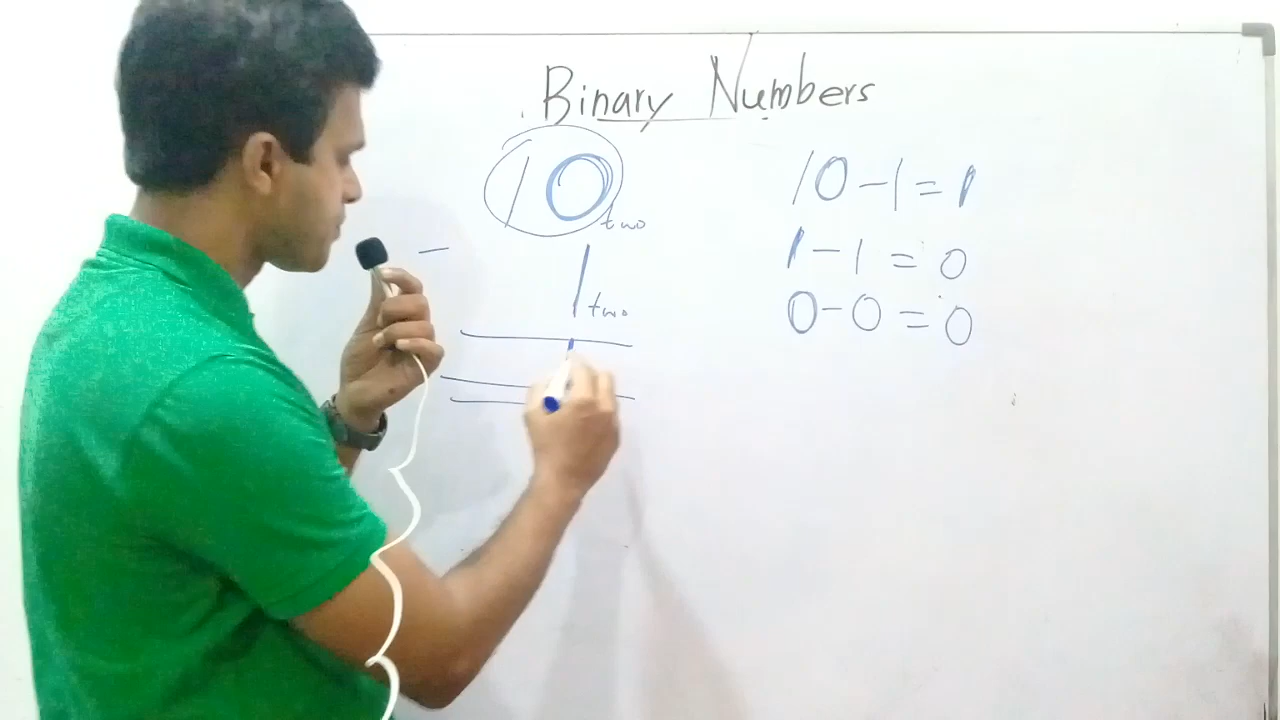 Binary Numbers
10two
- 1two
10-1=1
1-1=0
0-0=0